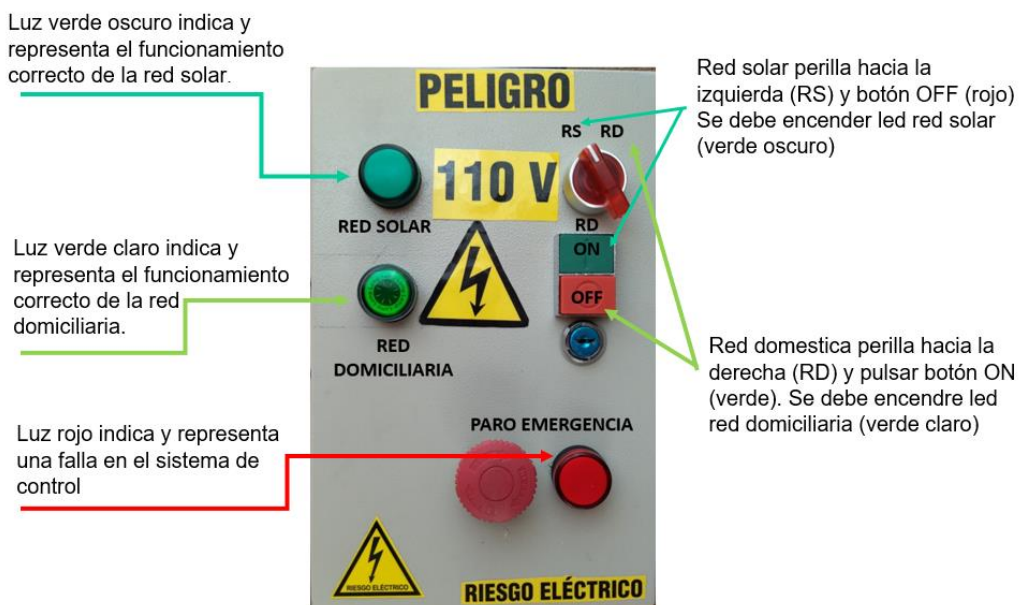 Luz verde oscuro indica y
representa el funcionamiento
correcto de la red solar.
Luz verde claro indica y
representa el funcionamiento
correcto de la red
domiciliaria.
Luz rojo indica y representa
una falla en el sistema de
control
PELIGRO
RS RD
110 V
RED SOLAR
RD
ON
OFF
RED
DOMICILIARIA
PARO EMERGENCIA
RIESGO ELÉCTRICO
RIESGO ELÉCTRICO
Red solar perilla hacia la
izquierda (RS) y botón OFF (rojo)
Se debe encender led red solar
(verde oscuro)
Red domestica perilla hacia la
derecha (RD) y pulsar botón ON
(verde). Se debe encendre led
red domiciliaria (verde claro)